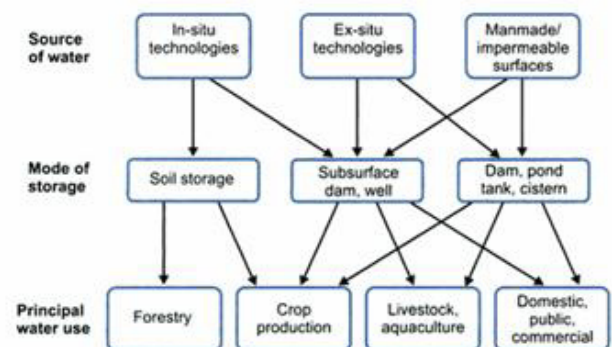 Source
of water
In-situ
technologies
Ex-situ
technologies
Manmade/
impermeable
surfaces
Mode of
storage
Soil storage
Subsurface
dam, well
Dam, pond
tank, cistern
Principal
water use
Forestry
Crop
production
Livestock,
aquaculture
Domestic,
public,
commercial